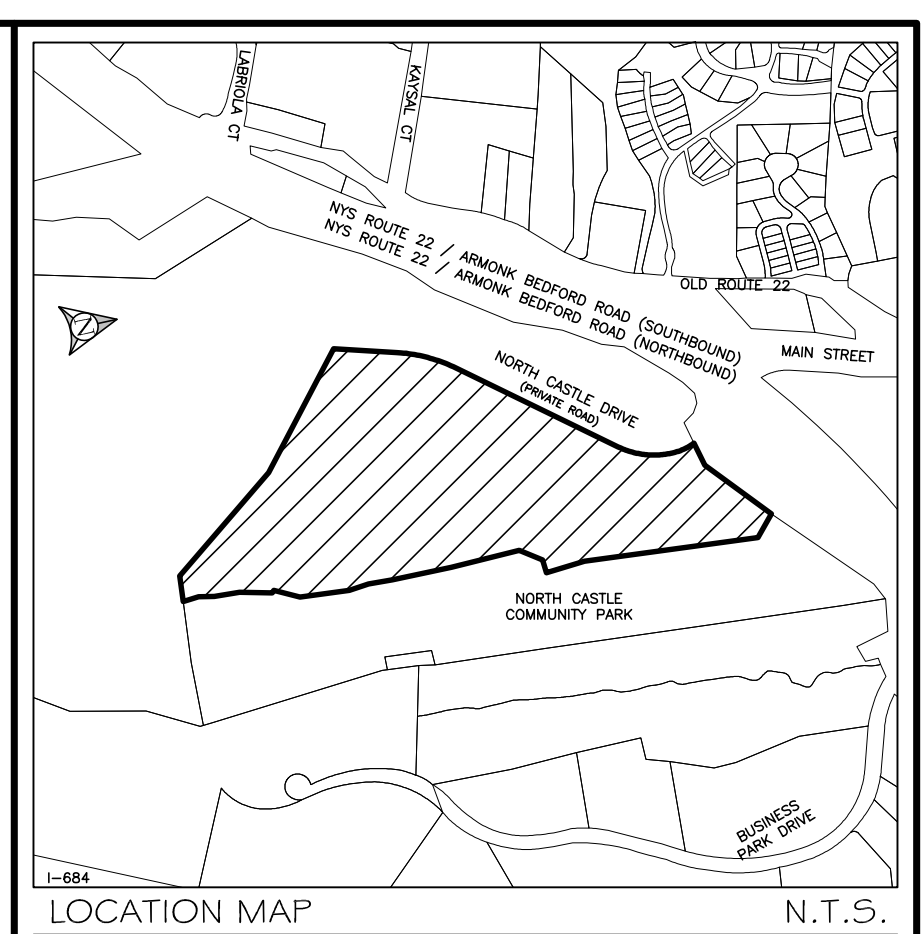 LABRIOLA CT
KAYSAL CT
NYS ROUTE 22 / ARMONK BEDFORD ROAD (SOUTHBOUND)
NYS ROUTE 22 / ARMONK BEDFORD ROAD (NORTHBOUND)
OLD ROUTE 22
MAIN STREET
N
NORTH CASTLE DRIVE
(PRIVATE ROAD)
NORTH CASTLE
COMMUNITY PARK
BUSINESS
PARK DRIVE
I-684
LOCATION MAP
N.T.S.